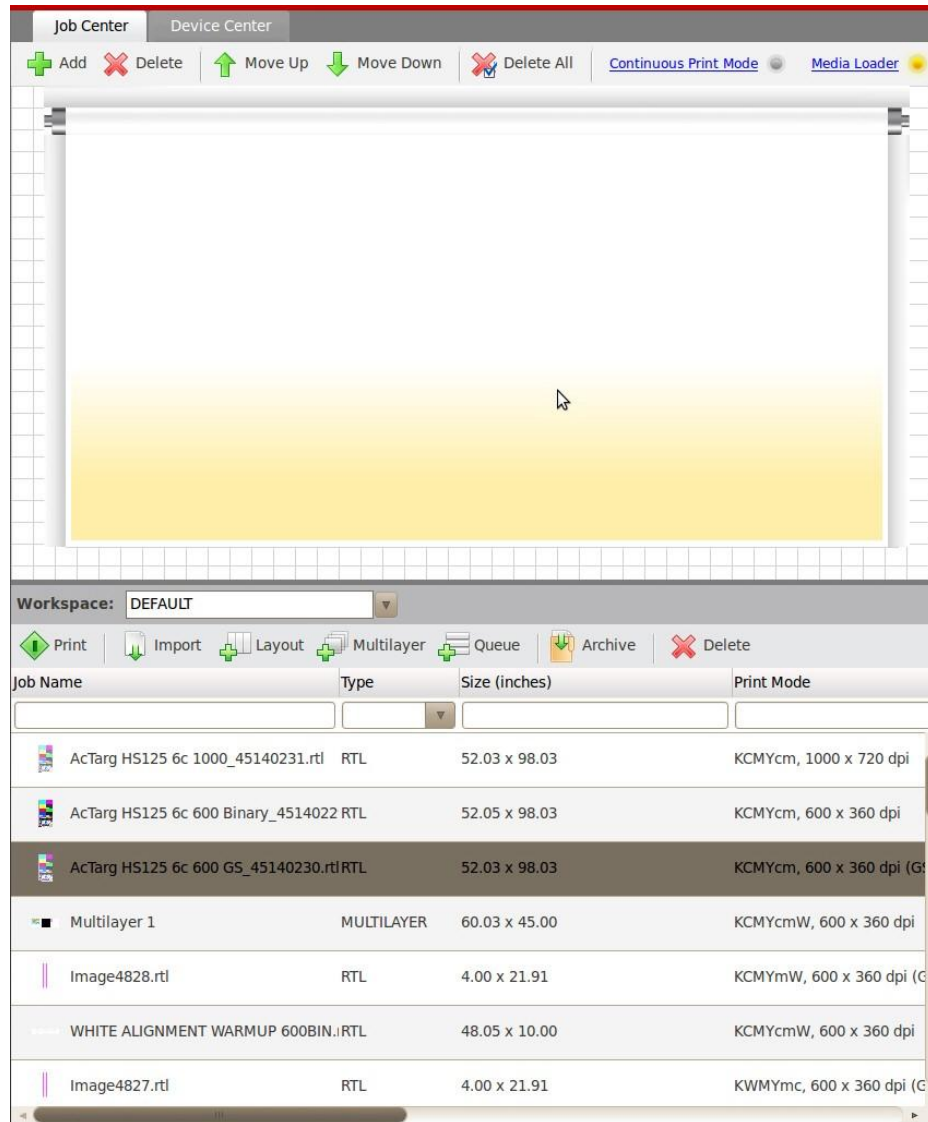 Job Center Device Center
Add Delete Move Up Move Down Delete All Continuous Print Mode Media Loader
Workspace: DEFAULT
Print Import Layout Multilayer Queue Archive Delete
Job Name Type Size (inches) Print Mode
AcTarg HS125 6c 1000_45140231.rtl RTL 52.03 x 98.03 KCMYcm, 1000 x 720 dpi
AcTarg HS125 6c 600 Binary_4514022 RTL 52.05 x 98.03 KCMYcm, 600 x 360 dpi
AcTarg HS125 6c 600 GS_45140230.rtl RTL 52.03 x 98.03 KCMYcm, 600 x 360 dpi (GS
Multilayer 1 MULTILAYER 60.03 x 45.00 KCMYcmW, 600 x 360 dpi
Image4828.rtl RTL 4.00 x 21.91 KCMYmW, 600 x 360 dpi (G
WHITE ALIGNMENT WARMUP 600BIN. RTL 48.05 x 10.00 KCMYcmW, 600 x 360 dpi
Image4827.rtl RTL 4.00 x 21.91 KWMYmc, 600 x 360 dpi (G